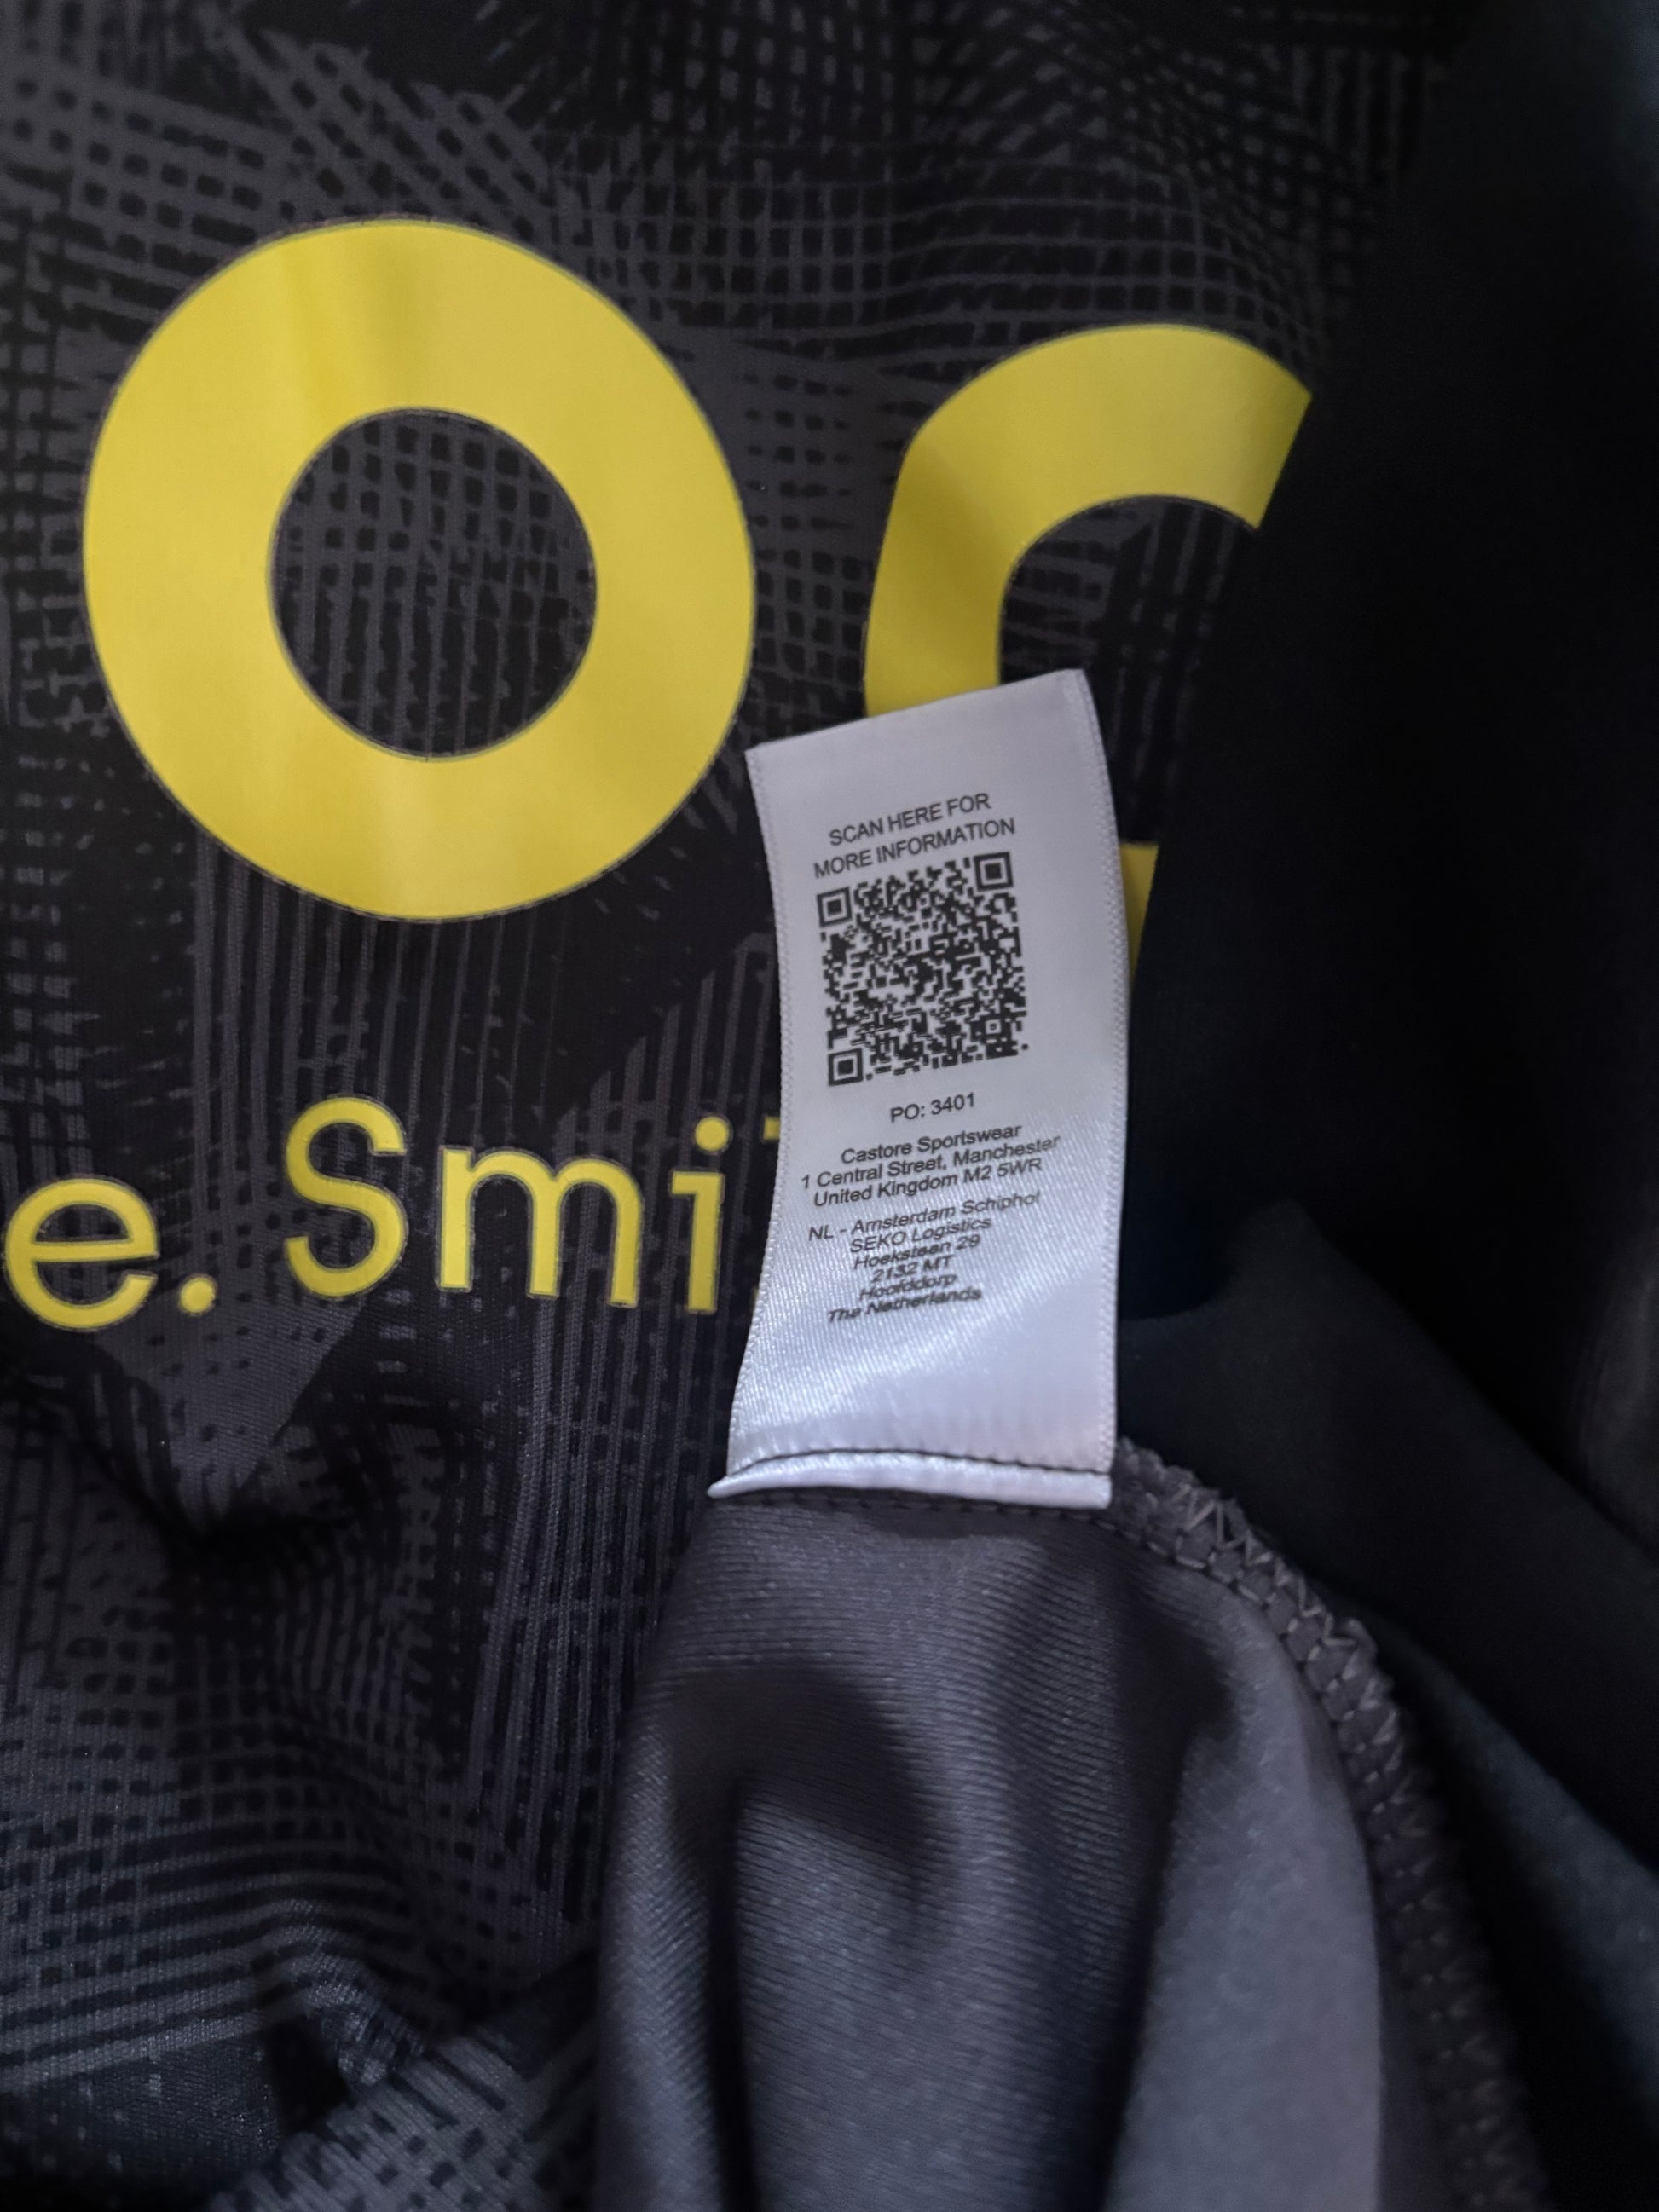 oc
e. Smi
SCAN HERE FOR
MORE INFORMATION
PO: 3401
Castore Sportswear
1 Central Street, Manchester
United Kingdom M2 5WR
NL - Amsterdam Schiphol
SEKO Logistics
Hoeksteen 29
2132 MT
Hoofddorp
The Netherlands